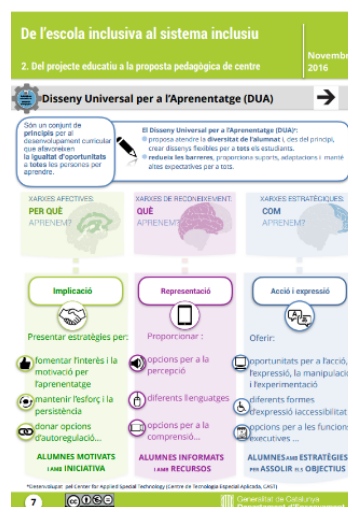 De l'escola inclusiva al sistema inclusiu
Novembre
2016
2. Del projecte educatiu a la proposta pedagògica de centre
Disseny Universal per a l'Aprenentatge (DUA)
Són un conjunt de
principis per al
desenvolupament curricular
que afavoreixen
la igualtat d'oportunitats
a totes les persones per
aprendre.
El Disseny Universal per a l'Aprenentatge (DUA)*:
proposa atendre la diversitat de l'alumnat i, des del principi,
crear dissenys flexibles per a tots els estudiants.
redueix les barreres, proporciona suports, adaptacions i manté
altes expectatives per a tots.
XARXES AFECTIVES:
PER QUÈ
APRENEM?
XARXES DE RECONEIXEMENT:
QUÈ
APRENEM?
XARXES ESTRATÈGIQUES:
COM
APRENEM?
Implicació
Representació
Acció i expressió
Presentar estratègies per:
fomentar l'interès i la
motivació per
l'aprenentatge
mantenir l'esforç i la
persistència
donar opcions
d'autoregulació...
ALUMNES MOTIVATS
I AMB INICIATIVA
Proporcionar :
opcions per a la
percepció
diferents llenguatges
opcions per a la
comprensió...
ALUMNES INFORMATS
I AMB RECURSOS
Oferir:
oportunitats per a l'acció,
l'expressió, la manipulació
i l'experimentació
diferents formes
d'expressió i accessibilitat
opcions per a les funcions
executives ...
ALUMNES AMB ESTRATÈGIES
PER ASSOLIR ELS OBJECTIUS
*Desenvolupat pel Center for Applied Special Technology (Centre de Tecnologia Especial Aplicada, CAST)
7
Generalitat de Catalunya
Departament d'Ensenyament